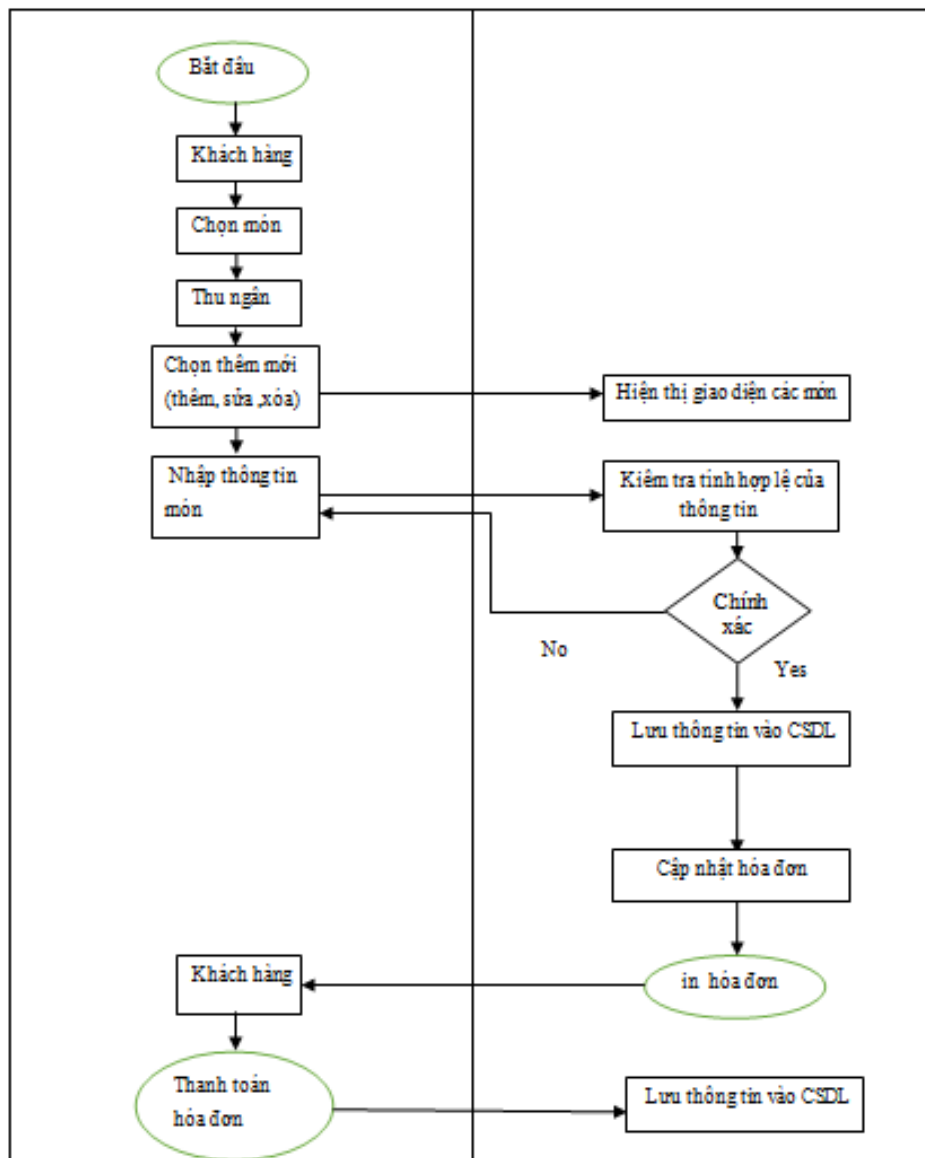 Bắt đầu
Khách hàng
Chọn món
Thu ngân
Chọn thêm mới
(thêm, sửa ,xóa)
Hiện thị giao diện các món
Nhập thông tin
món
Kiểm tra tính hợp lệ của
thông tin
Chính
xác
No
Yes
Lưu thông tin vào CSDL
Cập nhật hóa đơn
Khách hàng
in hóa đơn
Thanh toán
hóa đơn
Lưu thông tin vào CSDL